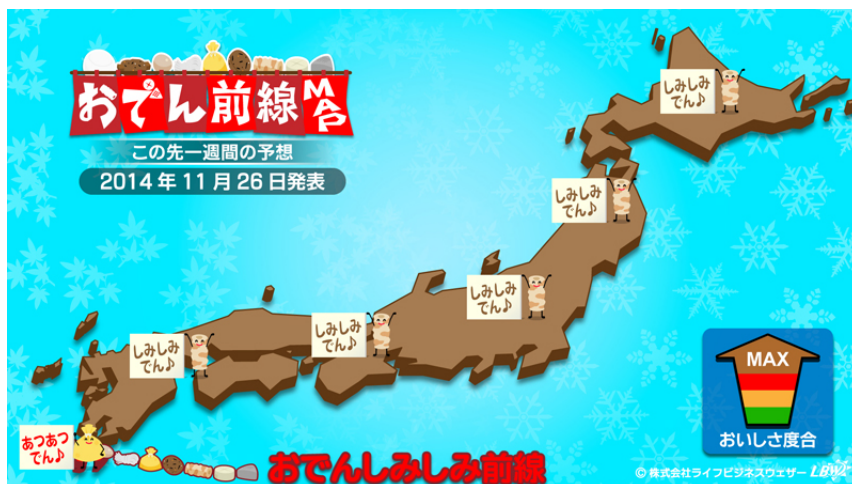 おでん前線MAP
この先一週間の予想
2014年11月26日発表
しみしみ
でん♪
しみしみ
でん♪
しみしみ
でん♪
しみしみ
でん♪
しみしみ
でん♪
あつあつ
でん♪
おでんしみしみ前線
MAX
おいしさ度合
© 株式会社ライフビジネスウェザー LBW